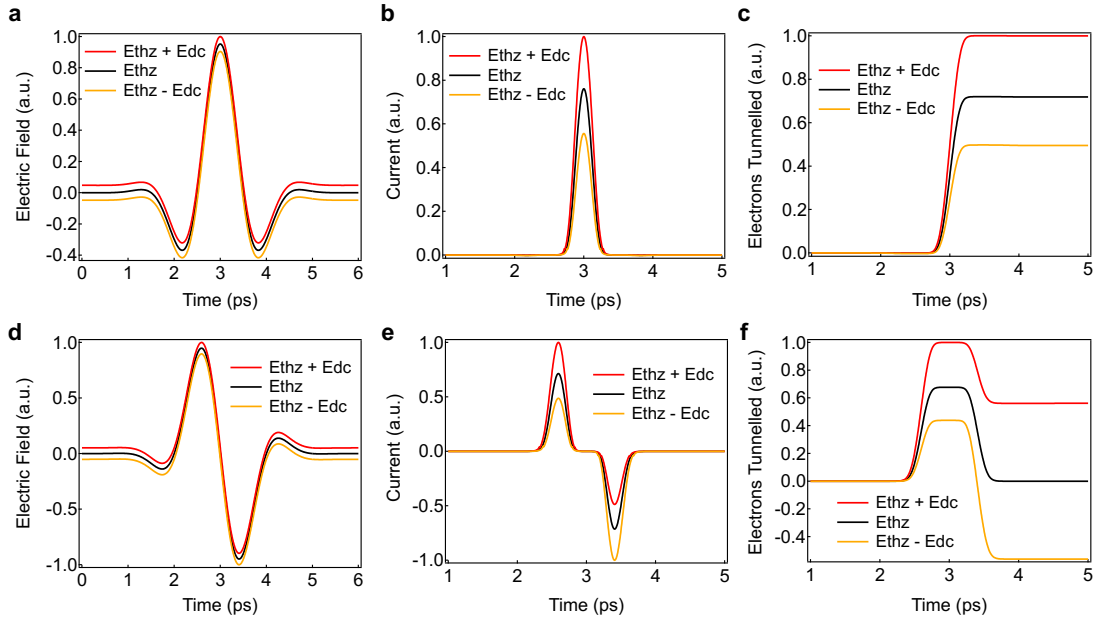 a
Electric Field (a.u.)
1.0
0.8
0.6
0.4
0.2
0.0
-0.2
-0.4
Ethz + Edc
Ethz
Ethz - Edc
0 1 2 3 4 5 6
Time (ps)
b
Current (a.u.)
1.0
0.8
0.6
0.4
0.2
0.0
Ethz + Edc
Ethz
Ethz - Edc
1 2 3 4 5
Time (ps)
c
Electrons Tunnelled (a.u.)
1.0
0.8
0.6
0.4
0.2
0.0
Ethz + Edc
Ethz
Ethz - Edc
1 2 3 4 5
Time (ps)
d
Electric Field (a.u.)
1.0
0.5
0.0
-0.5
-1.0
Ethz + Edc
Ethz
Ethz - Edc
0 1 2 3 4 5 6
Time (ps)
e
Current (a.u.)
1.0
0.5
0.0
-0.5
-1.0
Ethz + Edc
Ethz
Ethz - Edc
1 2 3 4 5
Time (ps)
f
Electrons Tunnelled (a.u.)
1.0
0.8
0.6
0.4
0.2
0.0
-0.4
Ethz + Edc
Ethz
Ethz - Edc
1 2 3 4 5
Time (ps)